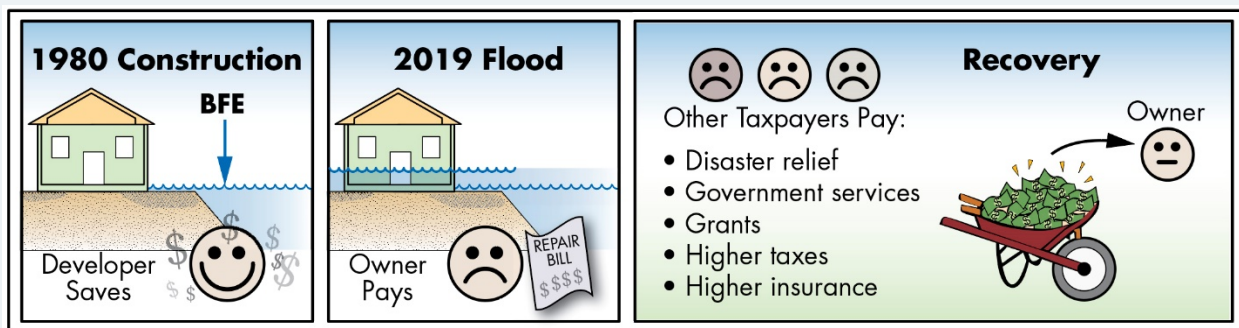 1980 Construction
BFE
Developer
Saves
$ $ $ $ $ $ $
2019 Flood
Owner
Pays
REPAIR
BILL
$$$$
Recovery
Other Taxpayers Pay:
• Disaster relief
• Government services
• Grants
• Higher taxes
• Higher insurance
Owner